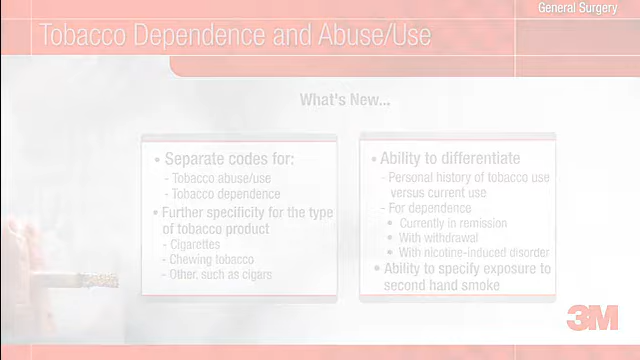 General Surgery
Tobacco Dependence and Abuse/Use
What's New...
• Separate codes for:
- Tobacco abuse/use
- Tobacco dependence
• Further specificity for the type
of tobacco product
- Cigarettes
- Chewing tobacco
- Other, such as cigars
• Ability to differentiate
- Personal history of tobacco use
versus current use
- For dependence
• Currently in remission
• With withdrawal
• With nicotine-induced disorder
• Ability to specify exposure to
second hand smoke
3M